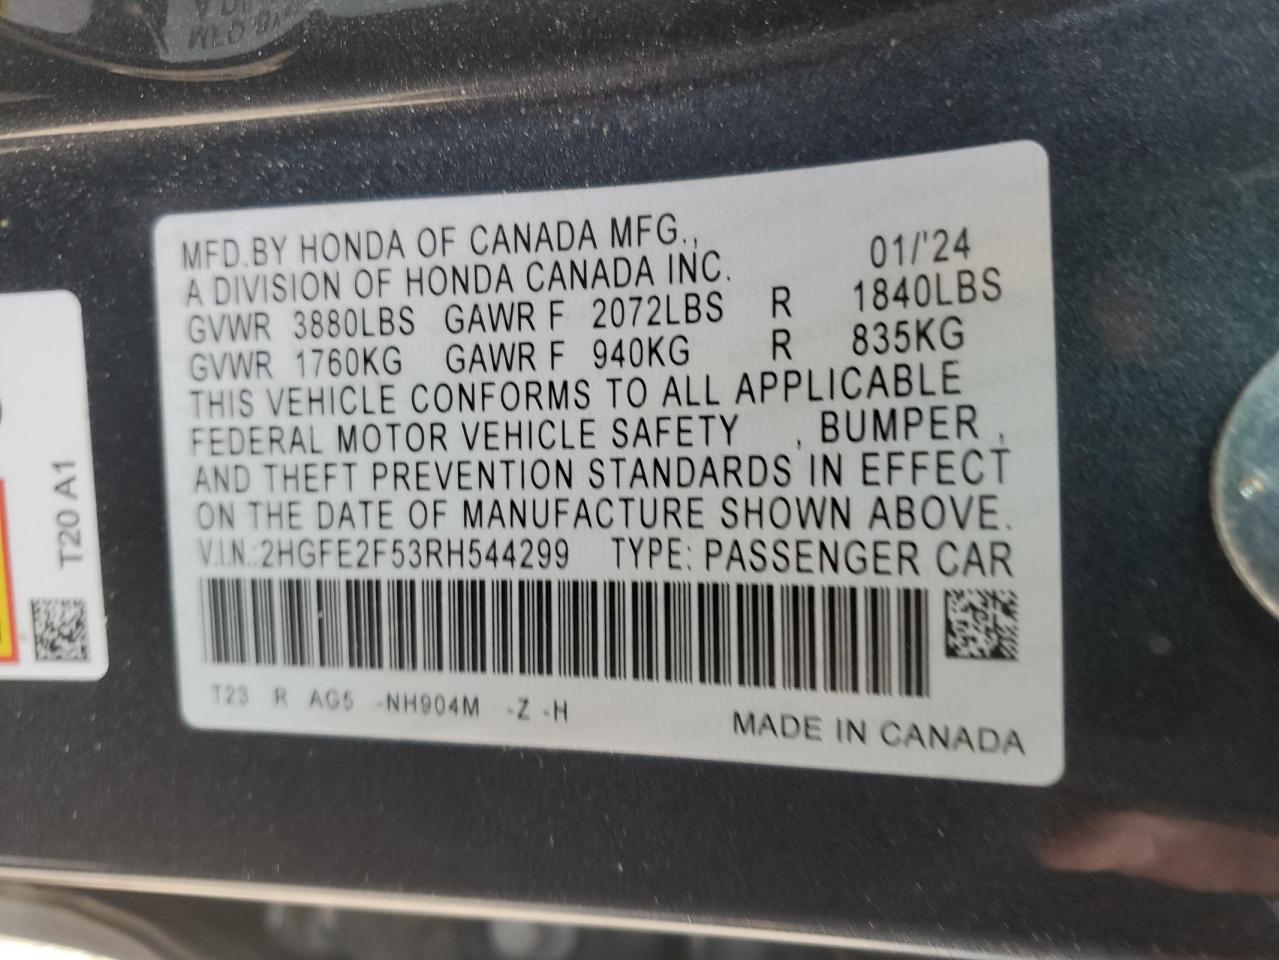 MFD.BY HONDA OF CANADA MFG.,
A DIVISION OF HONDA CANADA INC. 01/'24
GVWR 3880LBS GAWR F 2072LBS R 1840LBS
GVWR 1760KG GAWR F 940KG R 835KG
THIS VEHICLE CONFORMS TO ALL APPLICABLE
FEDERAL MOTOR VEHICLE SAFETY , BUMPER ,
AND THEFT PREVENTION STANDARDS IN EFFECT
ON THE DATE OF MANUFACTURE SHOWN ABOVE.
V.I.N.:2HGFE2F53RH544299 TYPE: PASSENGER CAR
T23 R AG5 -NH904M -Z -H
MADE IN CANADA
T20 A1